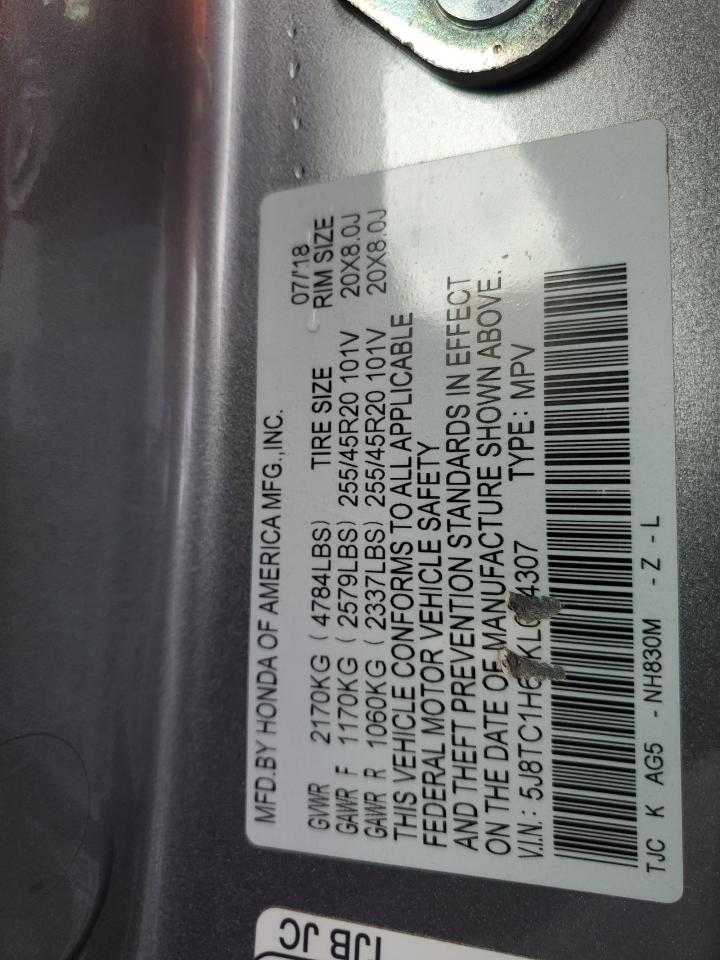 MFD.BY HONDA OF AMERICA MFG.,INC. 07/'18
GVWR 2170KG ( 4784LBS) TIRE SIZE RIM SIZE
GAWR F 1170KG ( 2579LBS) 255/45R20 101V 20X8.0J
GAWR R 1060KG ( 2337LBS) 255/45R20 101V 20X8.0J
THIS VEHICLE CONFORMS TO ALL APPLICABLE
FEDERAL MOTOR VEHICLE SAFETY
AND THEFT PREVENTION STANDARDS IN EFFECT
ON THE DATE OF MANUFACTURE SHOWN ABOVE.
V.I.N.: TYPE: MPV
TJC K AG5 -NH830M -Z -L
TJB JC